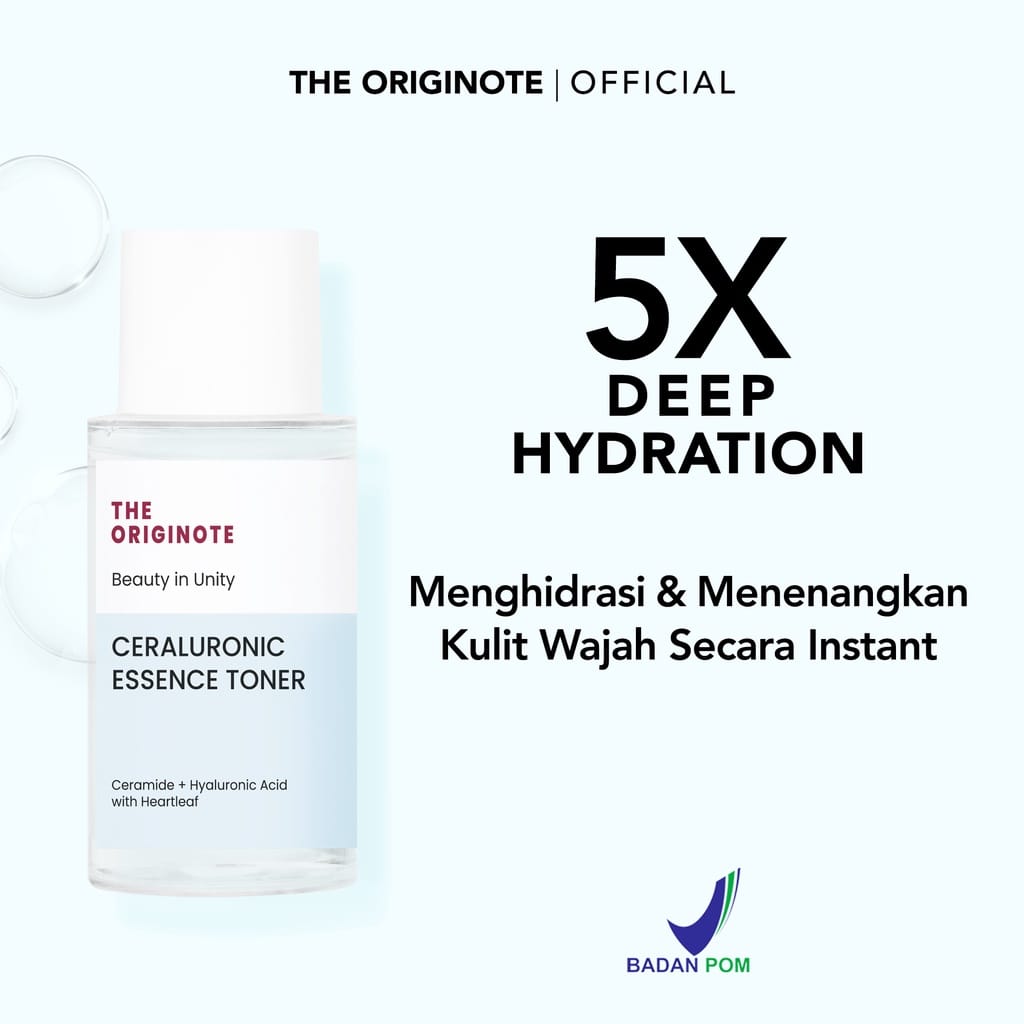 THE ORIGINOTE | OFFICIAL
5X
DEEP
HYDRATION
Menghidrasi & Menenangkan
Kulit Wajah Secara Instant
THE
ORIGINOTE
Beauty in Unity
CERALURONIC
ESSENCE TONER
Ceramide + Hyaluronic Acid
with Heartleaf
BADAN POM